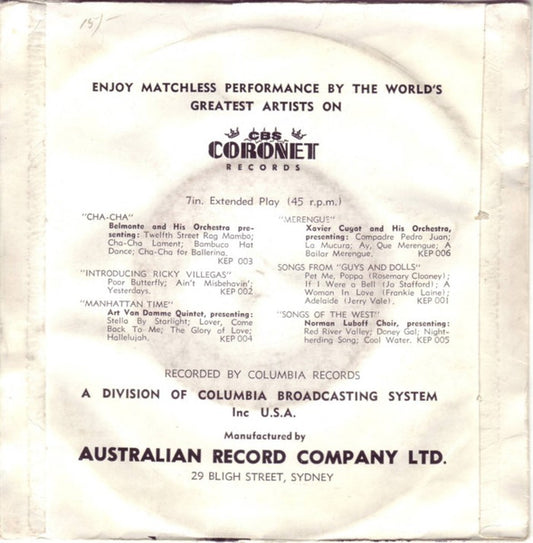 15/-
ENJOY MATCHLESS PERFORMANCE BY THE WORLD'S
GREATEST ARTISTS ON
CBS
CORONET
RECORDS
7in. Extended Play (45 r.p.m.)
"CHA-CHA"
Belmonte and His Orchestra pre-
senting: Twelfth Street Rag Mambo;
Cha-Cha Lament; Bambuco Hat
Dance; Cha-Cha for Ballerina.
KEP 003
"INTRODUCING RICKY VILLEGAS"
Poor Butterfly; Ain't Misbehavin';
Yesterdays. KEP 002
"MANHATTAN TIME"
Art Van Damme Quintet, presenting:
Stella By Starlight; Lover, Come
Back To Me; The Glory of Love;
Hallelujah. KEP 004
"MERENGUE"
Xavier Cugat and His Orchestra,
presenting: Compadre Pedro Juan;
La Mucura; Ay, Que Merengue; A
Bailar Merengue. KEP 006
SONGS FROM "GUYS AND DOLLS"
Pet Me, Poppa (Rosemary Clooney);
If I Were a Bell (Jo Stafford); A
Woman In Love (Frankie Laine);
Adelaide (Jerry Vale). KEP 001
"SONGS OF THE WEST"
Norman Luboff Choir, presenting:
Red River Valley; Doney Gal; Night-
herding Song; Cool Water. KEP 005
RECORDED BY COLUMBIA RECORDS
A DIVISION OF COLUMBIA BROADCASTING SYSTEM
Inc U.S.A.
Manufactured by
AUSTRALIAN RECORD COMPANY LTD.
29 BLIGH STREET, SYDNEY